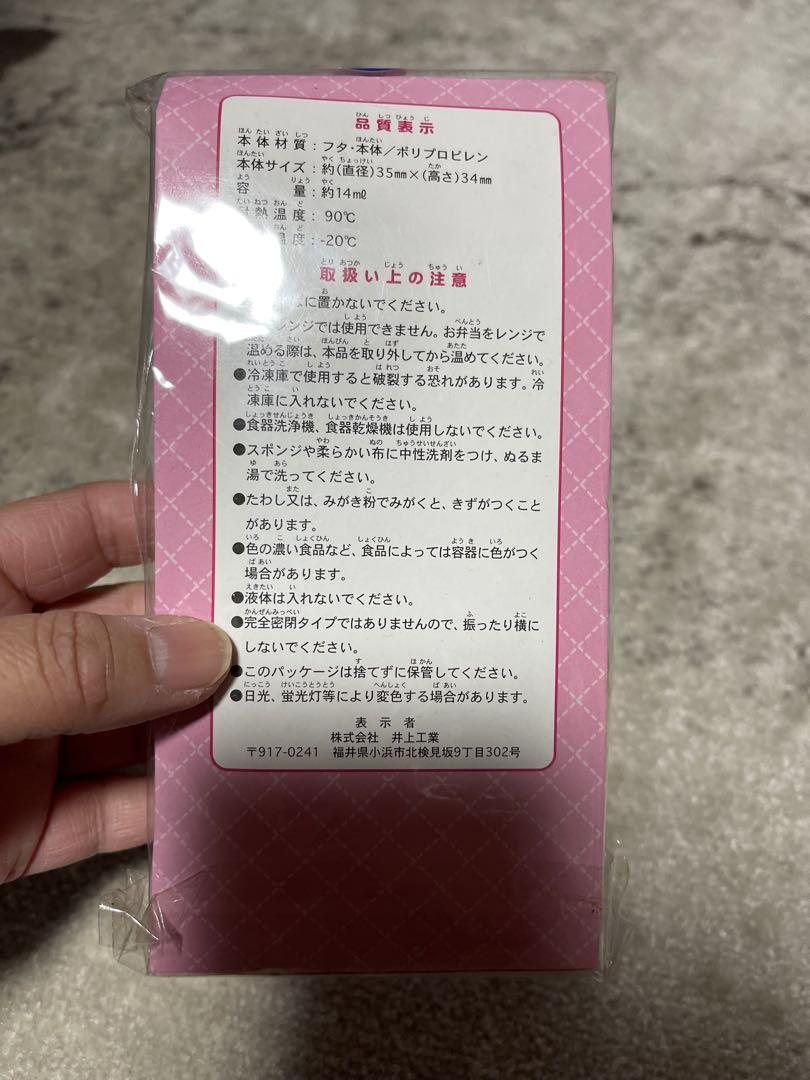 品質表示
本体材質：フタ・本体／ポリプロピレン
本体サイズ：約(直径)35㎜×(高さ)34㎜
容量：約14㎖
熱温度：90℃
温度：-20℃
取扱い上の注意
に置かないでください。
レンジでは使用できません。お弁当をレンジで
温める際は、本品を取り外してから温めてください。
●冷凍庫で使用すると破裂する恐れがあります。冷
凍庫に入れないでください。
●食器洗浄機、食器乾燥機は使用しないでください。
●スポンジや柔らかい布に中性洗剤をつけ、ぬるま
湯で洗ってください。
●たわし又は、みがき粉でみがくと、きずがつくこと
があります。
●色の濃い食品など、食品によっては容器に色がつく
場合があります。
●液体は入れないでください。
●完全密閉タイプではありませんので、振ったり横に
しないでください。
●このパッケージは捨てずに保管してください。
●日光、蛍光灯等により変色する場合があります。
表示者
株式会社 井上工業
〒917-0241 福井県小浜市北検見坂9丁目302号